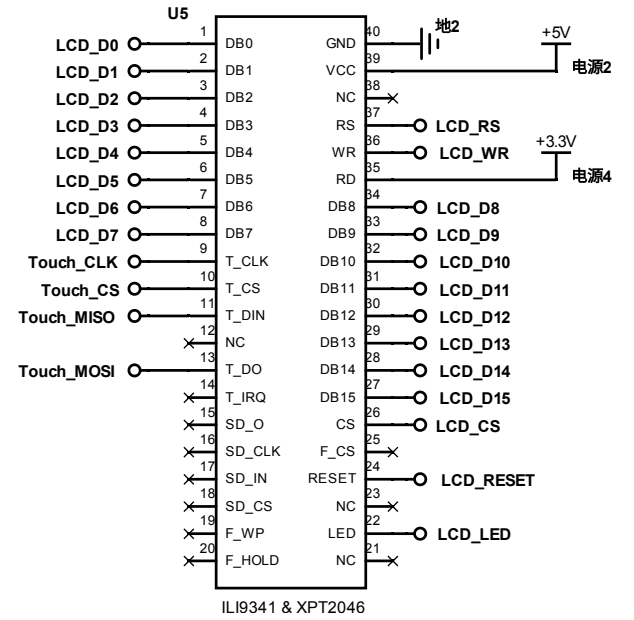 U5
LCD_D0 1 DB0 GND 40 地2
LCD_D1 2 DB1 VCC 39 +5V 电源2
LCD_D2 3 DB2 NC 38
LCD_D3 4 DB3 RS 37 LCD_RS
LCD_D4 5 DB4 WR 36 LCD_WR
LCD_D5 6 DB5 RD 35 +3.3V 电源4
LCD_D6 7 DB6 DB8 34 LCD_D8
LCD_D7 8 DB7 DB9 33 LCD_D9
Touch_CLK 9 T_CLK DB10 32 LCD_D10
Touch_CS 10 T_CS DB11 31 LCD_D11
Touch_MISO 11 T_DIN DB12 30 LCD_D12
12 NC DB13 29 LCD_D13
Touch_MOSI 13 T_DO DB14 28 LCD_D14
14 T_IRQ DB15 27 LCD_D15
15 SD_O CS 26 LCD_CS
16 SD_CLK F_CS 25
17 SD_IN RESET 24 LCD_RESET
18 SD_CS NC 23
19 F_WP LED 22 LCD_LED
20 F_HOLD NC 21
ILI9341 & XPT2046